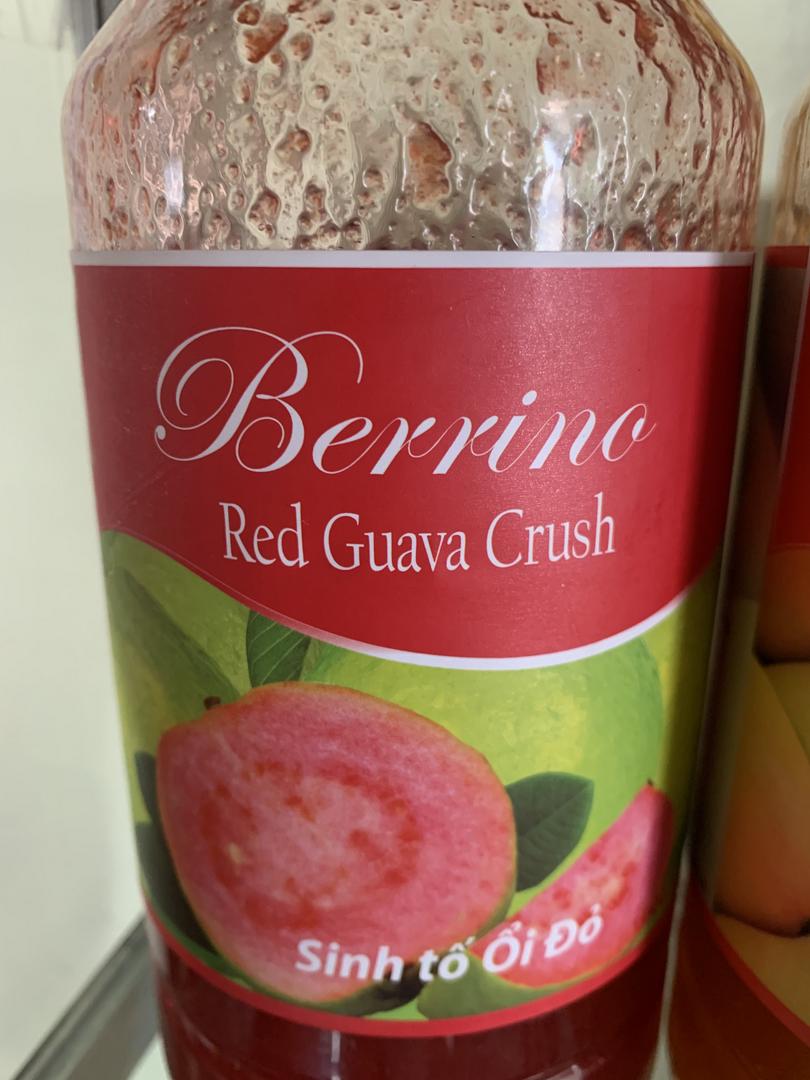 Berrino
Red Guava Crush
Sinh tố Ổi Đỏ